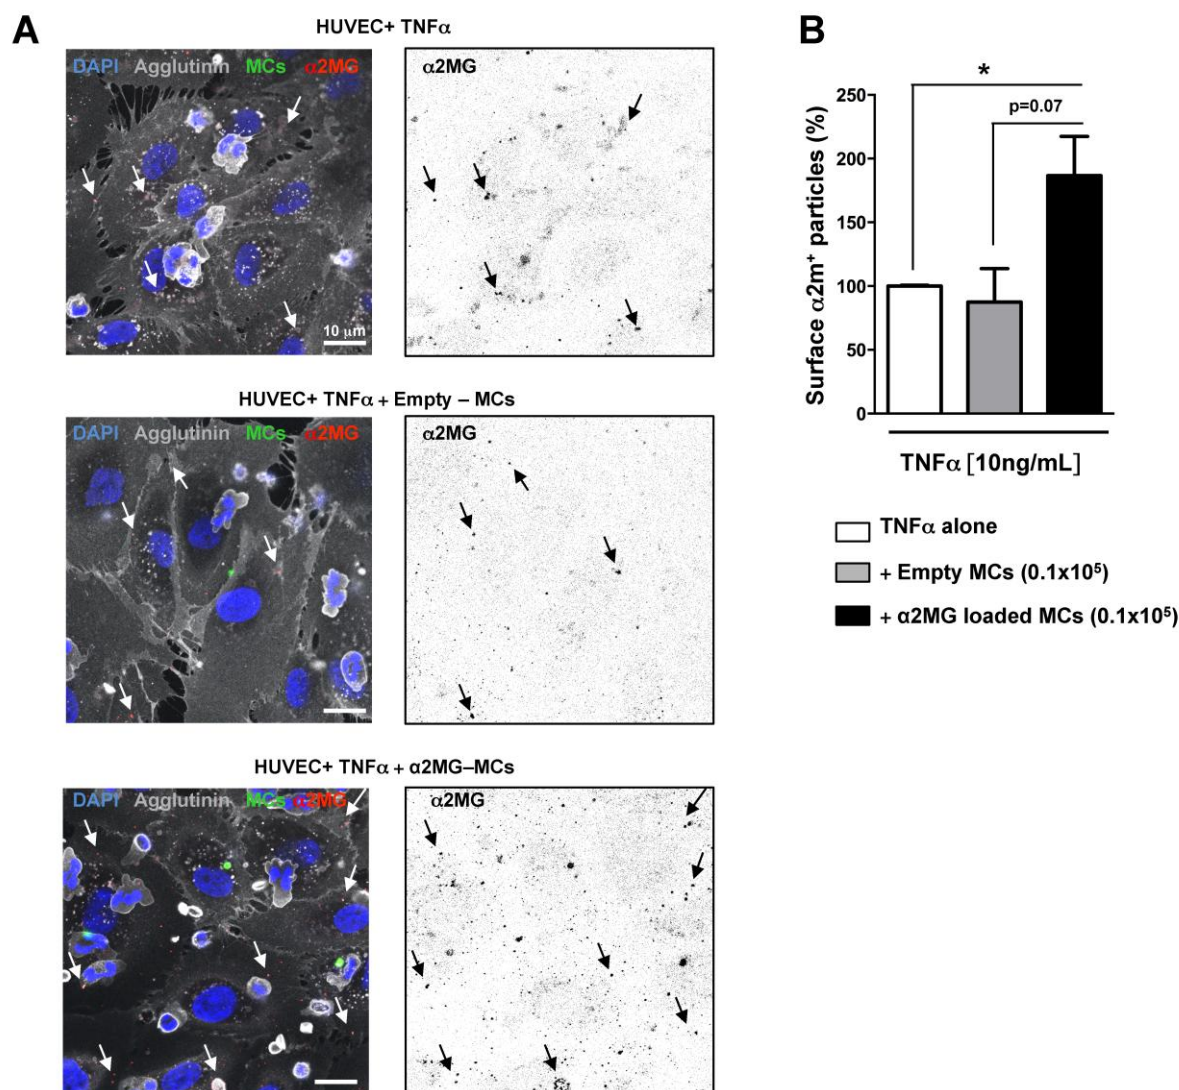 A
HUVEC+ TNFα
DAPI Agglutinin MCs α2MG
10 µm
α2MG
HUVEC+ TNFα + Empty – MCs
DAPI Agglutinin MCs α2MG
α2MG
HUVEC+ TNFα + α2MG–MCs
DAPI Agglutinin MCs α2MG
α2MG
B
*
p=0.07
Surface α2m⁺ particles (%)
250
200
150
100
50
0
TNFα [10ng/mL]
TNFα alone
+ Empty MCs (0.1x10⁵)
+ α2MG loaded MCs (0.1x10⁵)